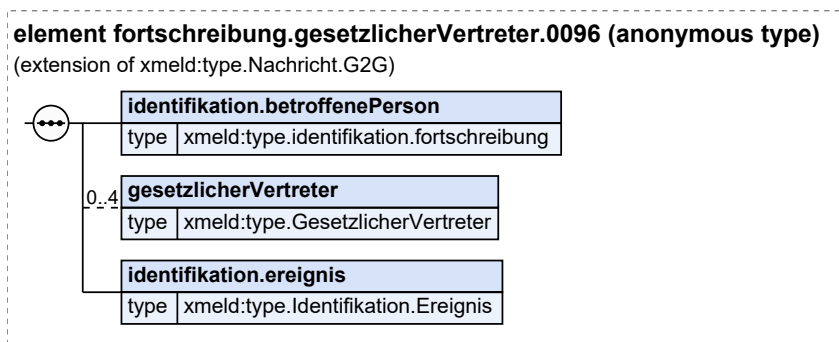 element fortschreibung.gesetzlicherVertreter.0096 (anonymous type)
(extension of xmeld:type.Nachricht.G2G)
identifikation.betroffenePerson
type xmeld:type.identifikation.fortschreibung
0..4 gesetzlicherVertreter
type xmeld:type.GesetzlicherVertreter
identifikation.ereignis
type xmeld:type.Identifikation.Ereignis